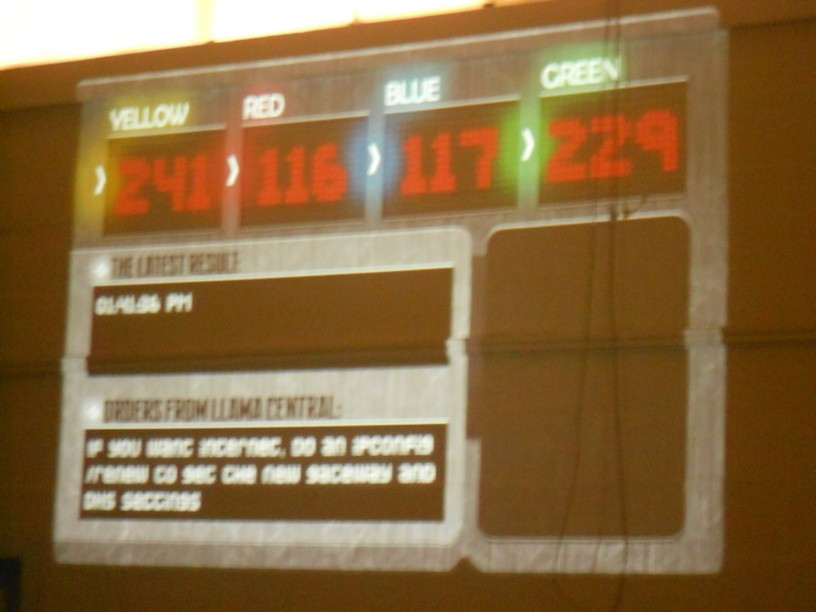 YELLOW RED BLUE GREEN
241 116 117 229
THE LATEST RESULT:
01:41:36 PM
ORDERS FROM LLAMA CENTRAL:
If you want internet, do an ipconfig
/renew to get the new gateway and
DNS settings